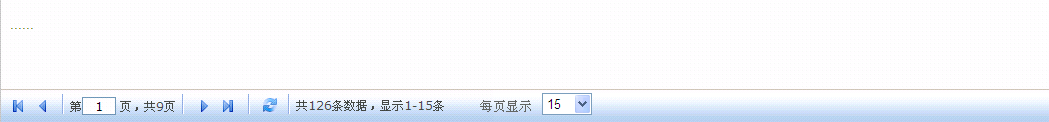 ......
第 1 页，共9页 共126条数据，显示1-15条 每页显示 15